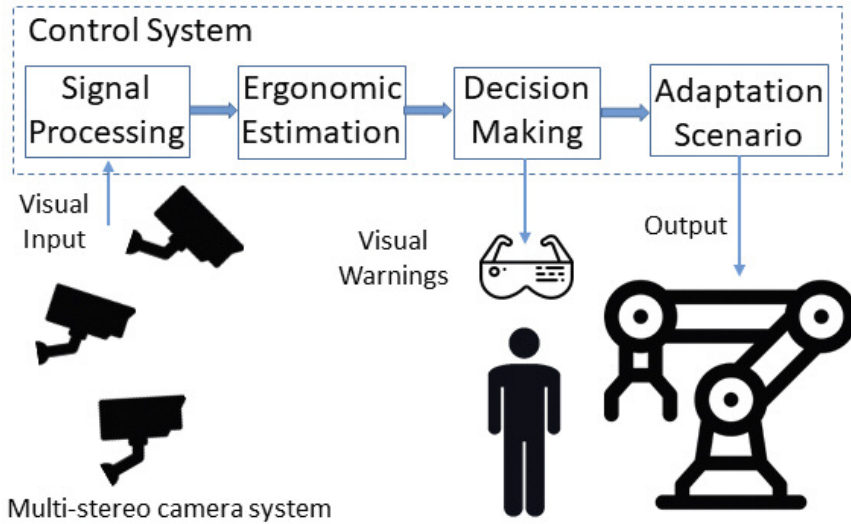 Control System
Signal
Processing
Ergonomic
Estimation
Decision
Making
Adaptation
Scenario
Visual
Input
Visual
Warnings
Output
Multi-stereo camera system